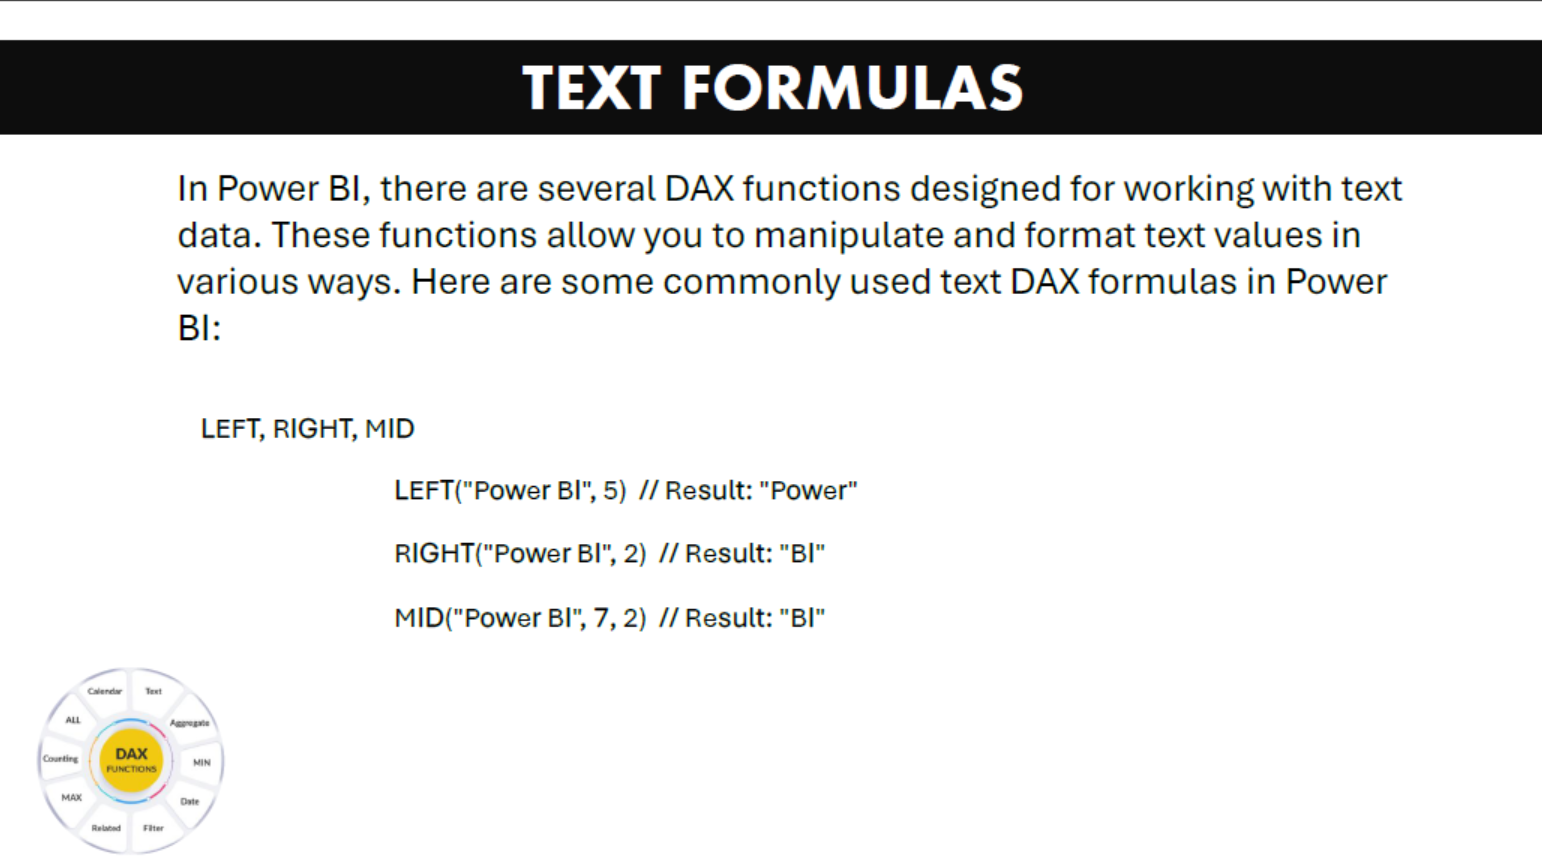 TEXT FORMULAS
In Power BI, there are several DAX functions designed for working with text
data. These functions allow you to manipulate and format text values in
various ways. Here are some commonly used text DAX formulas in Power
BI:
LEFT, RIGHT, MID
LEFT("Power BI", 5)  // Result: "Power"
RIGHT("Power BI", 2)  // Result: "BI"
MID("Power BI", 7, 2)  // Result: "BI"
Calendar
Text
ALL
Aggregate
Counting
DAX
FUNCTIONS
MIN
MAX
Date
Related
Filter